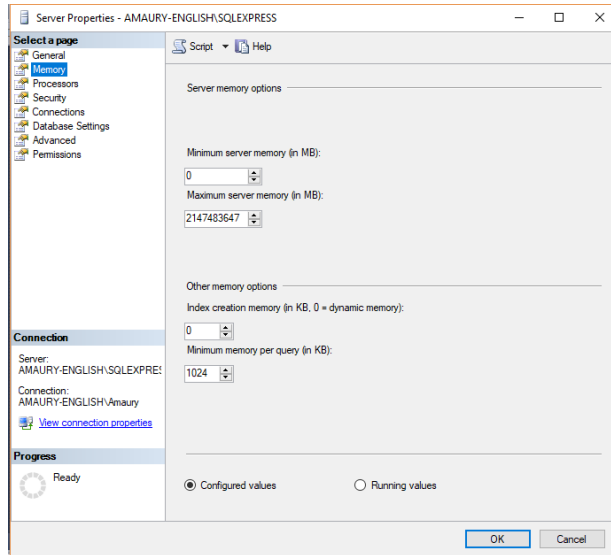 Server Properties - AMAURY-ENGLISH\SQLEXPRESS
Select a page
General
Memory
Processors
Security
Connections
Database Settings
Advanced
Permissions
Script Help
Server memory options
Minimum server memory (in MB):
0
Maximum server memory (in MB):
2147483647
Other memory options
Index creation memory (in KB, 0 = dynamic memory):
0
Minimum memory per query (in KB):
1024
Connection
Server:
AMAURY-ENGLISH\SQLEXPRES
Connection:
AMAURY-ENGLISH\Amaury
View connection properties
Progress
Ready
Configured values Running values
OK Cancel